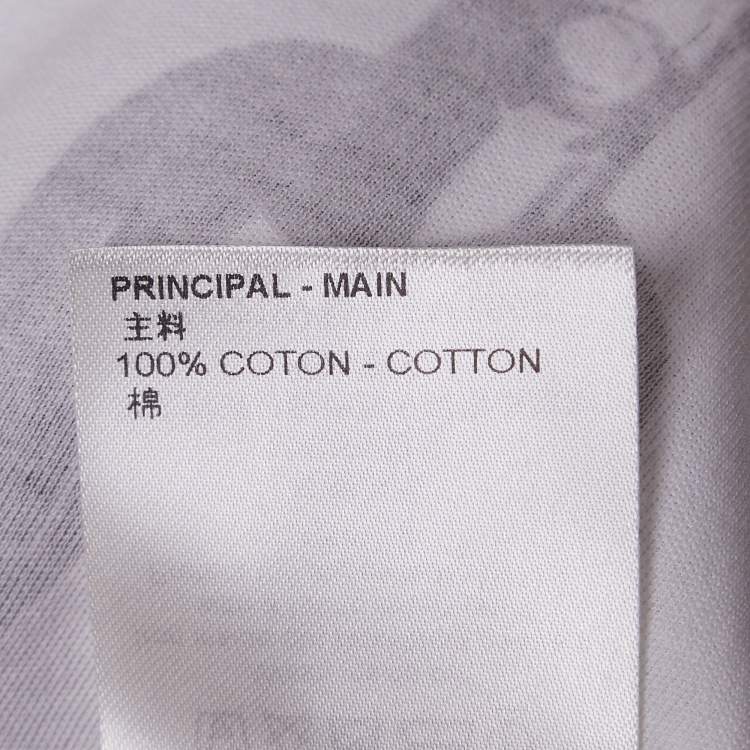 PRINCIPAL - MAIN
主料
100% COTON - COTTON
棉